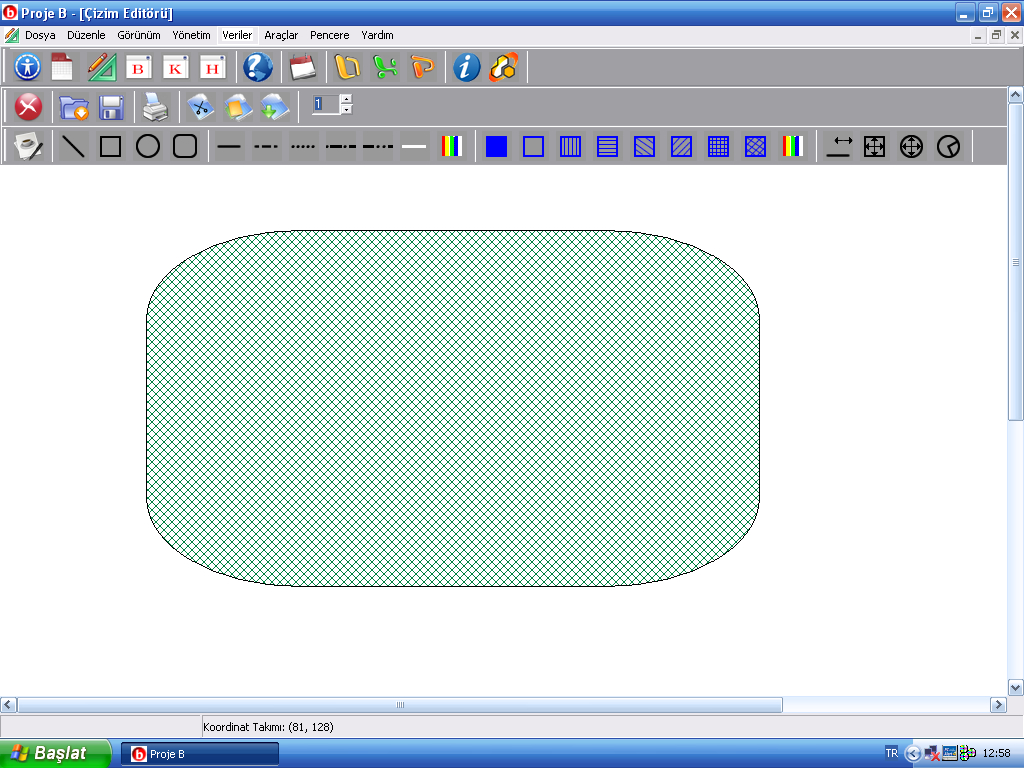 Proje B - [Çizim Editörü]
Dosya Düzenle Görünüm Yönetim Veriler Araçlar Pencere Yardım
B K H
1
Koordinat Takımı: (81, 128)
Başlat Proje B TR 12:58